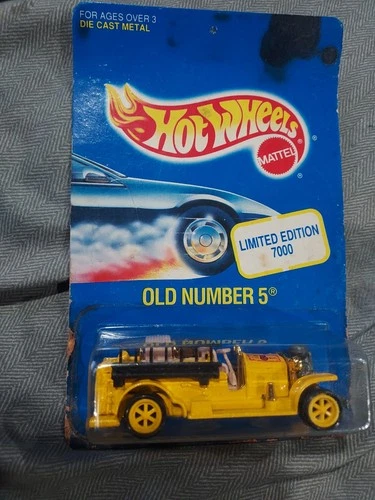 FOR AGES OVER 3
DIE CAST METAL
HOT WHEELS®
MATTEL ®
LIMITED EDITION
7000
OLD NUMBER 5®